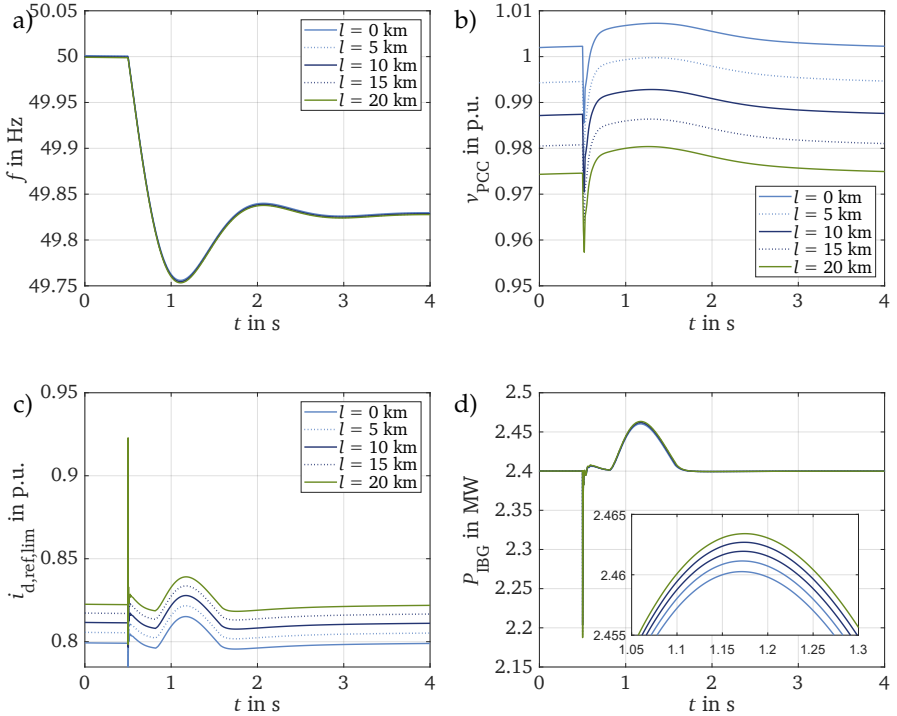 a)
50
49.95
49.9
49.85
49.8
49.75
f in Hz
0 1 2 3 4
t in s
l = 0 km
l = 5 km
l = 10 km
l = 15 km
l = 20 km
b)
1.01
1
0.99
0.98
0.97
0.96
0.95
vPCC in p.u.
0 1 2 3 4
t in s
l = 0 km
l = 5 km
l = 10 km
l = 15 km
l = 20 km
c)
0.95
0.9
0.85
0.8
id,ref,lim in p.u.
0 1 2 3 4
t in s
l = 0 km
l = 5 km
l = 10 km
l = 15 km
l = 20 km
d)
2.5
2.45
2.4
2.35
2.3
2.25
2.2
2.15
PIBG in MW
0 1 2 3 4
t in s
2.465
2.46
2.455
1.05 1.1 1.15 1.2 1.25 1.3